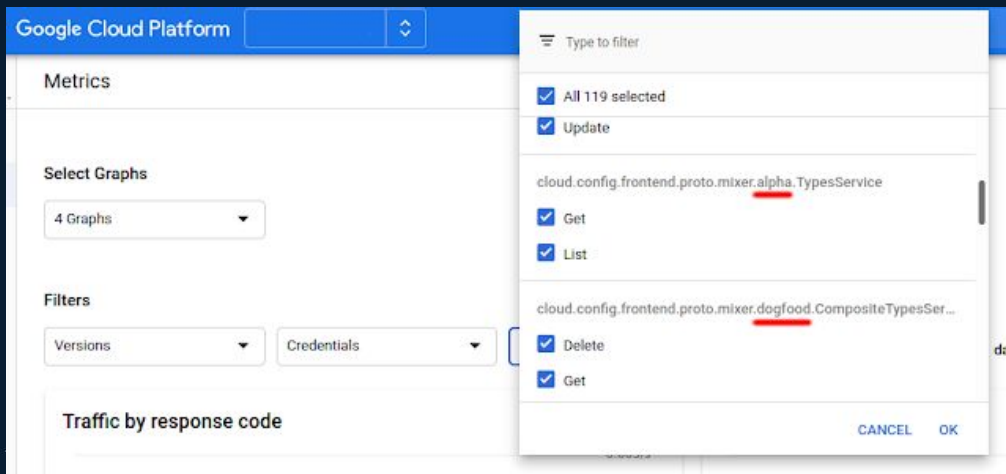 Google Cloud Platform
Metrics
Select Graphs
4 Graphs
Filters
Versions
Credentials
Traffic by response code
Type to filter
All 119 selected
Update
cloud.config.frontend.proto.mixer.alpha.TypesService
Get
List
cloud.config.frontend.proto.mixer.dogfood.CompositeTypesSer...
Delete
Get
CANCEL OK
da